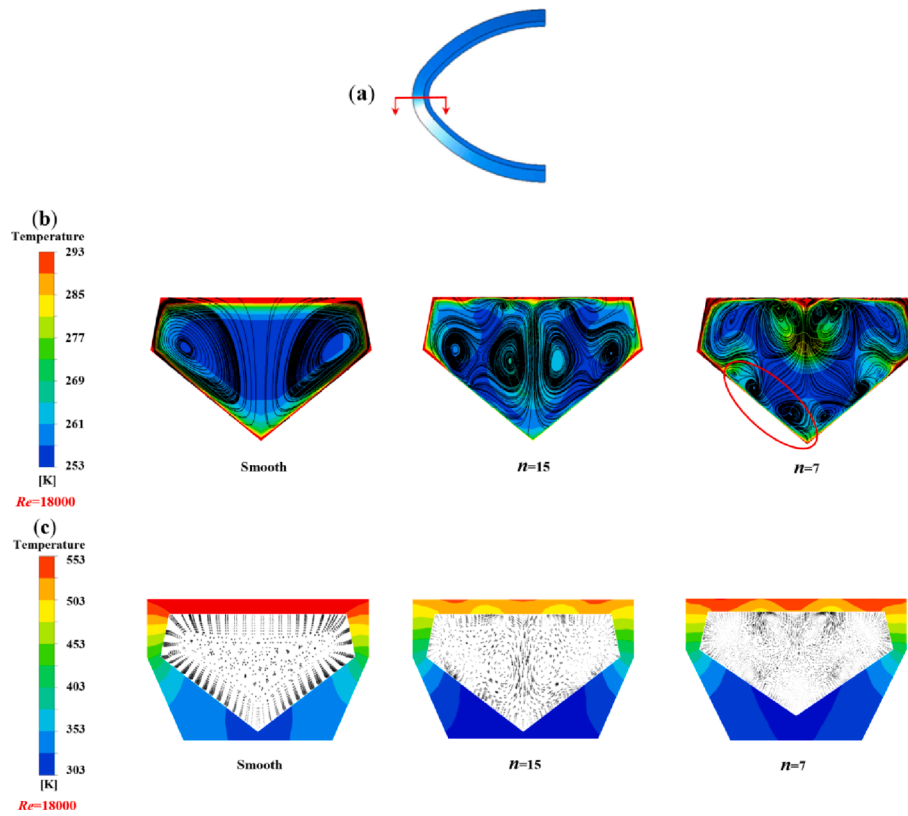 (a)
(b)
Temperature
293
285
277
269
261
253
[K]
Re=18000
Smooth
n=15
n=7
(c)
Temperature
553
503
453
403
353
303
[K]
Re=18000
Smooth
n=15
n=7